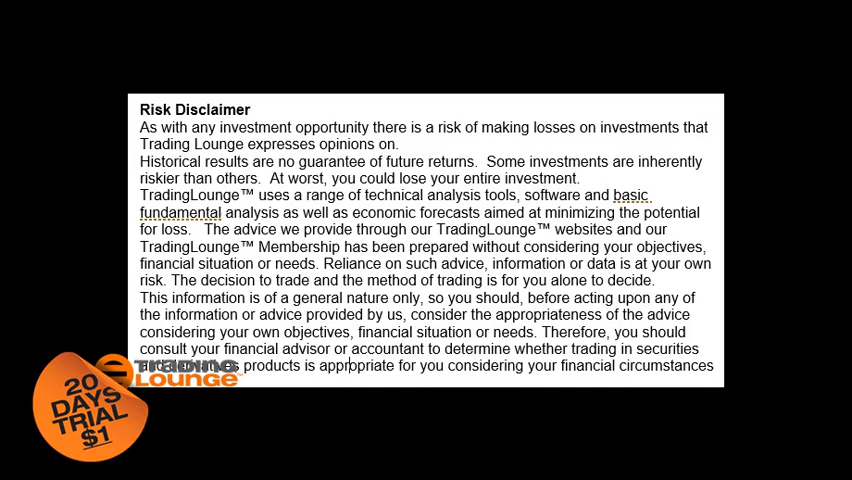 Risk Disclaimer
As with any investment opportunity there is a risk of making losses on investments that
Trading Lounge expresses opinions on.
Historical results are no guarantee of future returns.  Some investments are inherently
riskier than others.  At worst, you could lose your entire investment.
TradingLounge™ uses a range of technical analysis tools, software and basic
fundamental analysis as well as economic forecasts aimed at minimizing the potential
for loss.   The advice we provide through our TradingLounge™ websites and our
TradingLounge™ Membership has been prepared without considering your objectives,
financial situation or needs. Reliance on such advice, information or data is at your own
risk. The decision to trade and the method of trading is for you alone to decide.
This information is of a general nature only, so you should, before acting upon any of
the information or advice provided by us, consider the appropriateness of the advice
considering your own objectives, financial situation or needs. Therefore, you should
consult your financial advisor or accountant to determine whether trading in securities
and derivatives products is appropriate for you considering your financial circumstances
TRADING
LOUNGE™
20
DAYS
TRIAL
$1